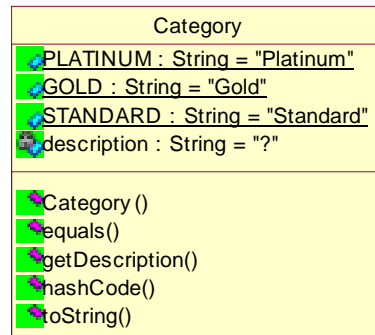 Category
PLATINUM : String = "Platinum"
GOLD : String = "Gold"
STANDARD : String = "Standard"
description : String = "?"
Category()
equals()
getDescription()
hashCode()
toString()